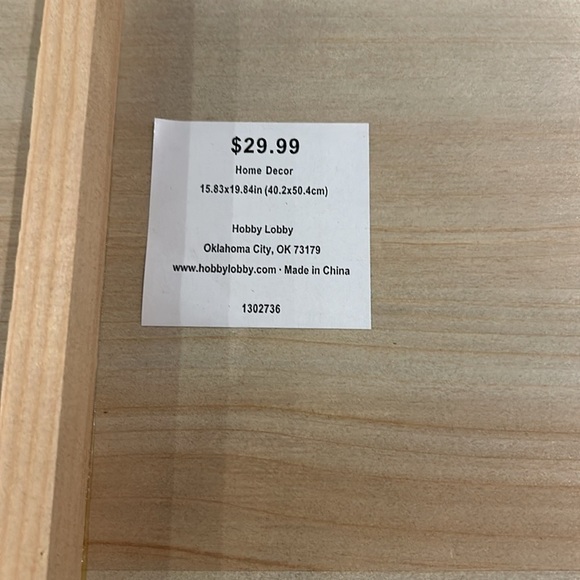 $29.99
Home Decor
15.83x19.84in (40.2x50.4cm)
Hobby Lobby
Oklahoma City, OK 73179
www.hobbylobby.com · Made in China
1302736